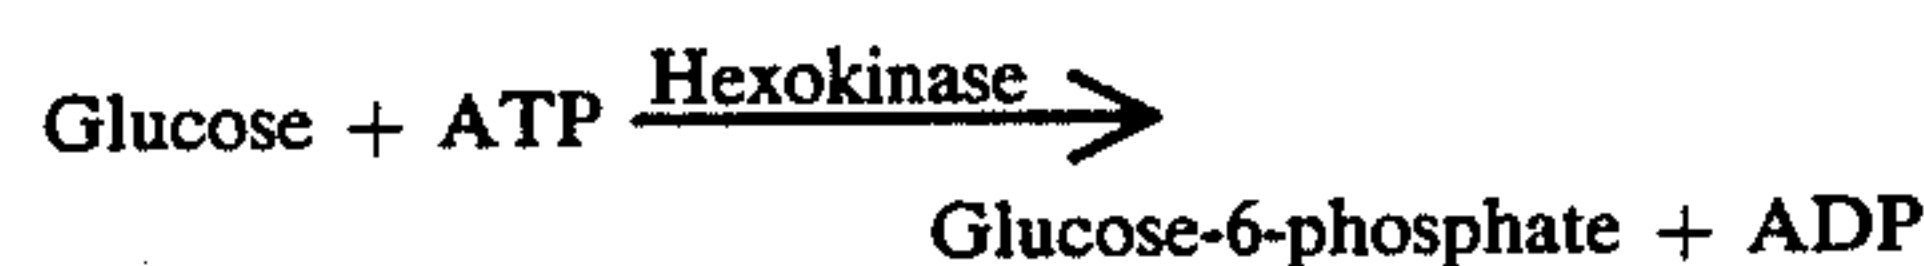 Glucose + ATP Hexokinase
Glucose-6-phosphate + ADP